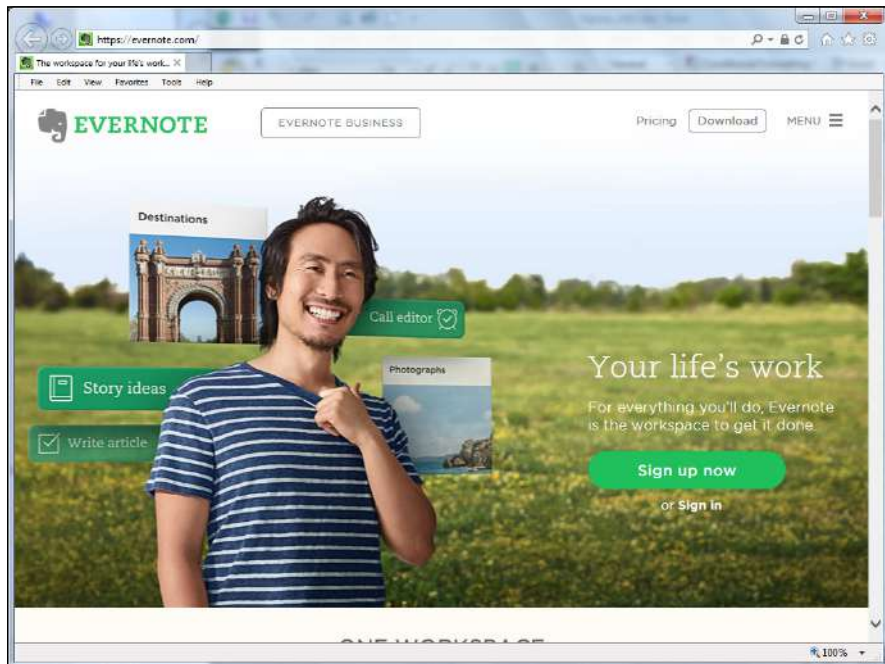 https://evernote.com/
The workspace for your life's work...
File Edit View Favorites Tools Help
EVERNOTE
EVERNOTE BUSINESS
Pricing Download MENU
Destinations
Call editor
Photographs
Story ideas
Write article
Your life's work
For everything you'll do, Evernote
is the workspace to get it done.
Sign up now
or Sign in
ONE WORKSPACE
100%